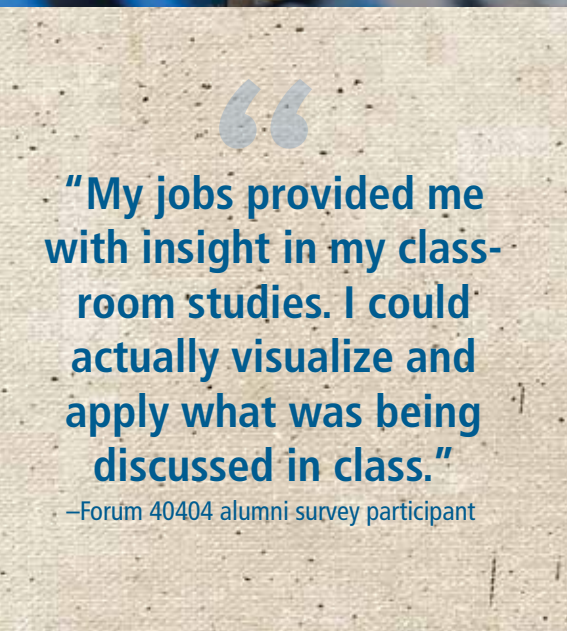 “My jobs provided me
with insight in my class-
room studies. I could
actually visualize and
apply what was being
discussed in class.”
–Forum 40404 alumni survey participant